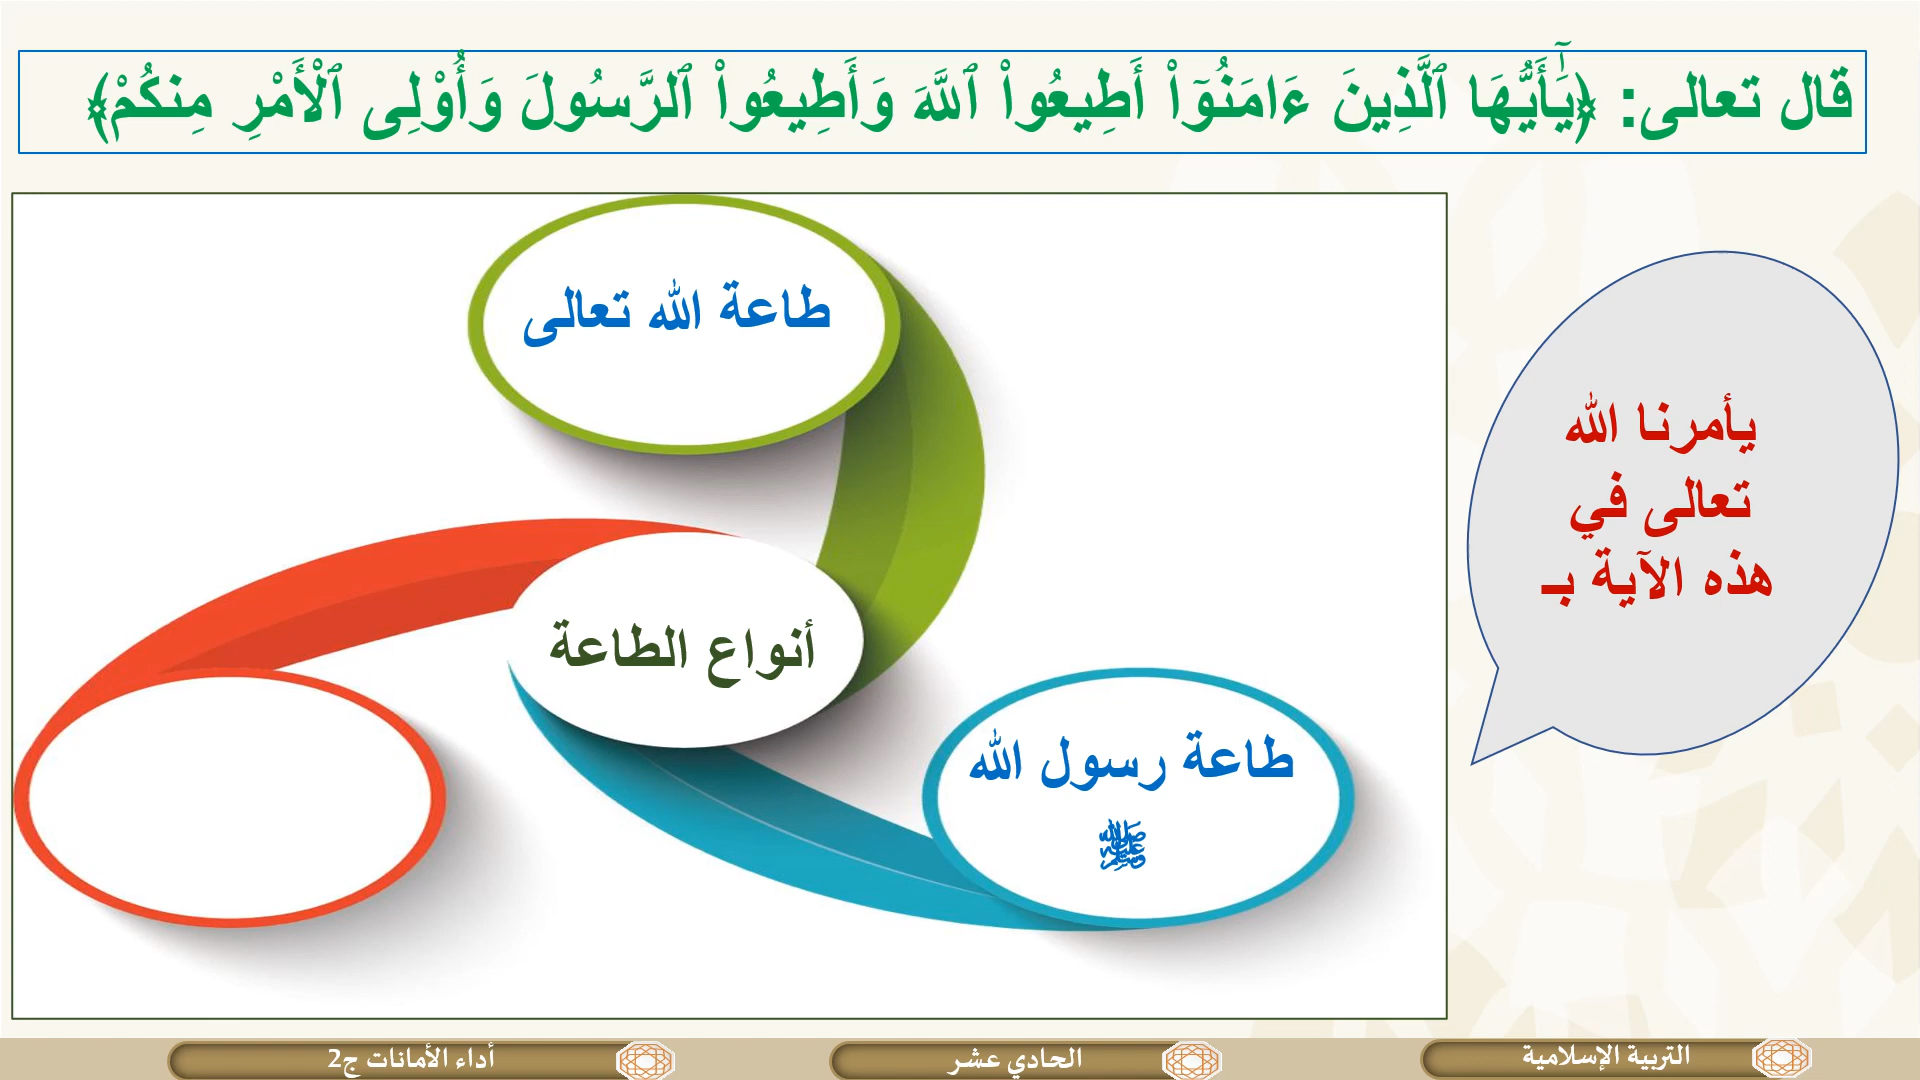 قال تعالى: ﴿يَٰٓأَيُّهَا ٱلَّذِينَ ءَامَنُوٓاْ أَطِيعُواْ ٱللَّهَ وَأَطِيعُواْ ٱلرَّسُولَ وَأُوْلِى ٱلْأَمْرِ مِنكُمْ﴾
يأمرنا الله
تعالى في
هذه الآية بـ
طاعة الله تعالى
أنواع الطاعة
طاعة رسول الله
ﷺ
التربية الإسلامية
الحادي عشر
أداء الأمانات ج2